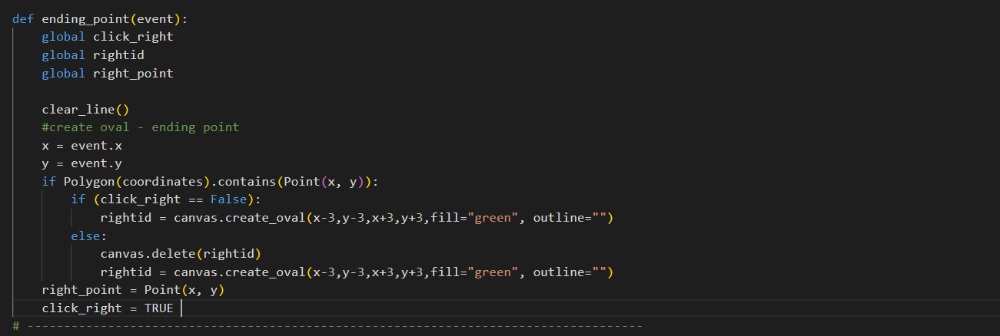 def ending_point(event):
    global click_right
    global rightid
    global right_point

    clear_line()
    #create oval - ending point
    x = event.x
    y = event.y
    if Polygon(coordinates).contains(Point(x, y)):
        if (click_right == False):
            rightid = canvas.create_oval(x-3,y-3,x+3,y+3,fill="green", outline="")
        else:
            canvas.delete(rightid)
            rightid = canvas.create_oval(x-3,y-3,x+3,y+3,fill="green", outline="")
    right_point = Point(x, y)
    click_right = TRUE
# ------------------------------------------------------------------------------------